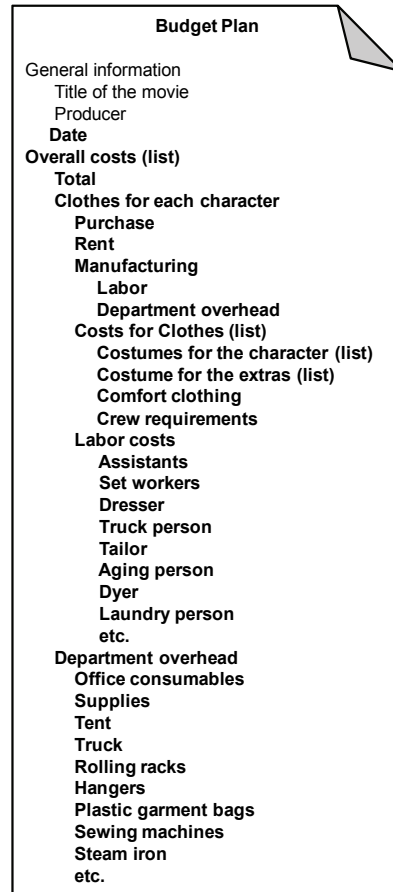 Budget Plan
General information
Title of the movie
Producer
Date
Overall costs (list)
Total
Clothes for each character
Purchase
Rent
Manufacturing
Labor
Department overhead
Costs for Clothes (list)
Costumes for the character (list)
Costume for the extras (list)
Comfort clothing
Crew requirements
Labor costs
Assistants
Set workers
Dresser
Truck person
Tailor
Aging person
Dyer
Laundry person
etc.
Department overhead
Office consumables
Supplies
Tent
Truck
Rolling racks
Hangers
Plastic garment bags
Sewing machines
Steam iron
etc.